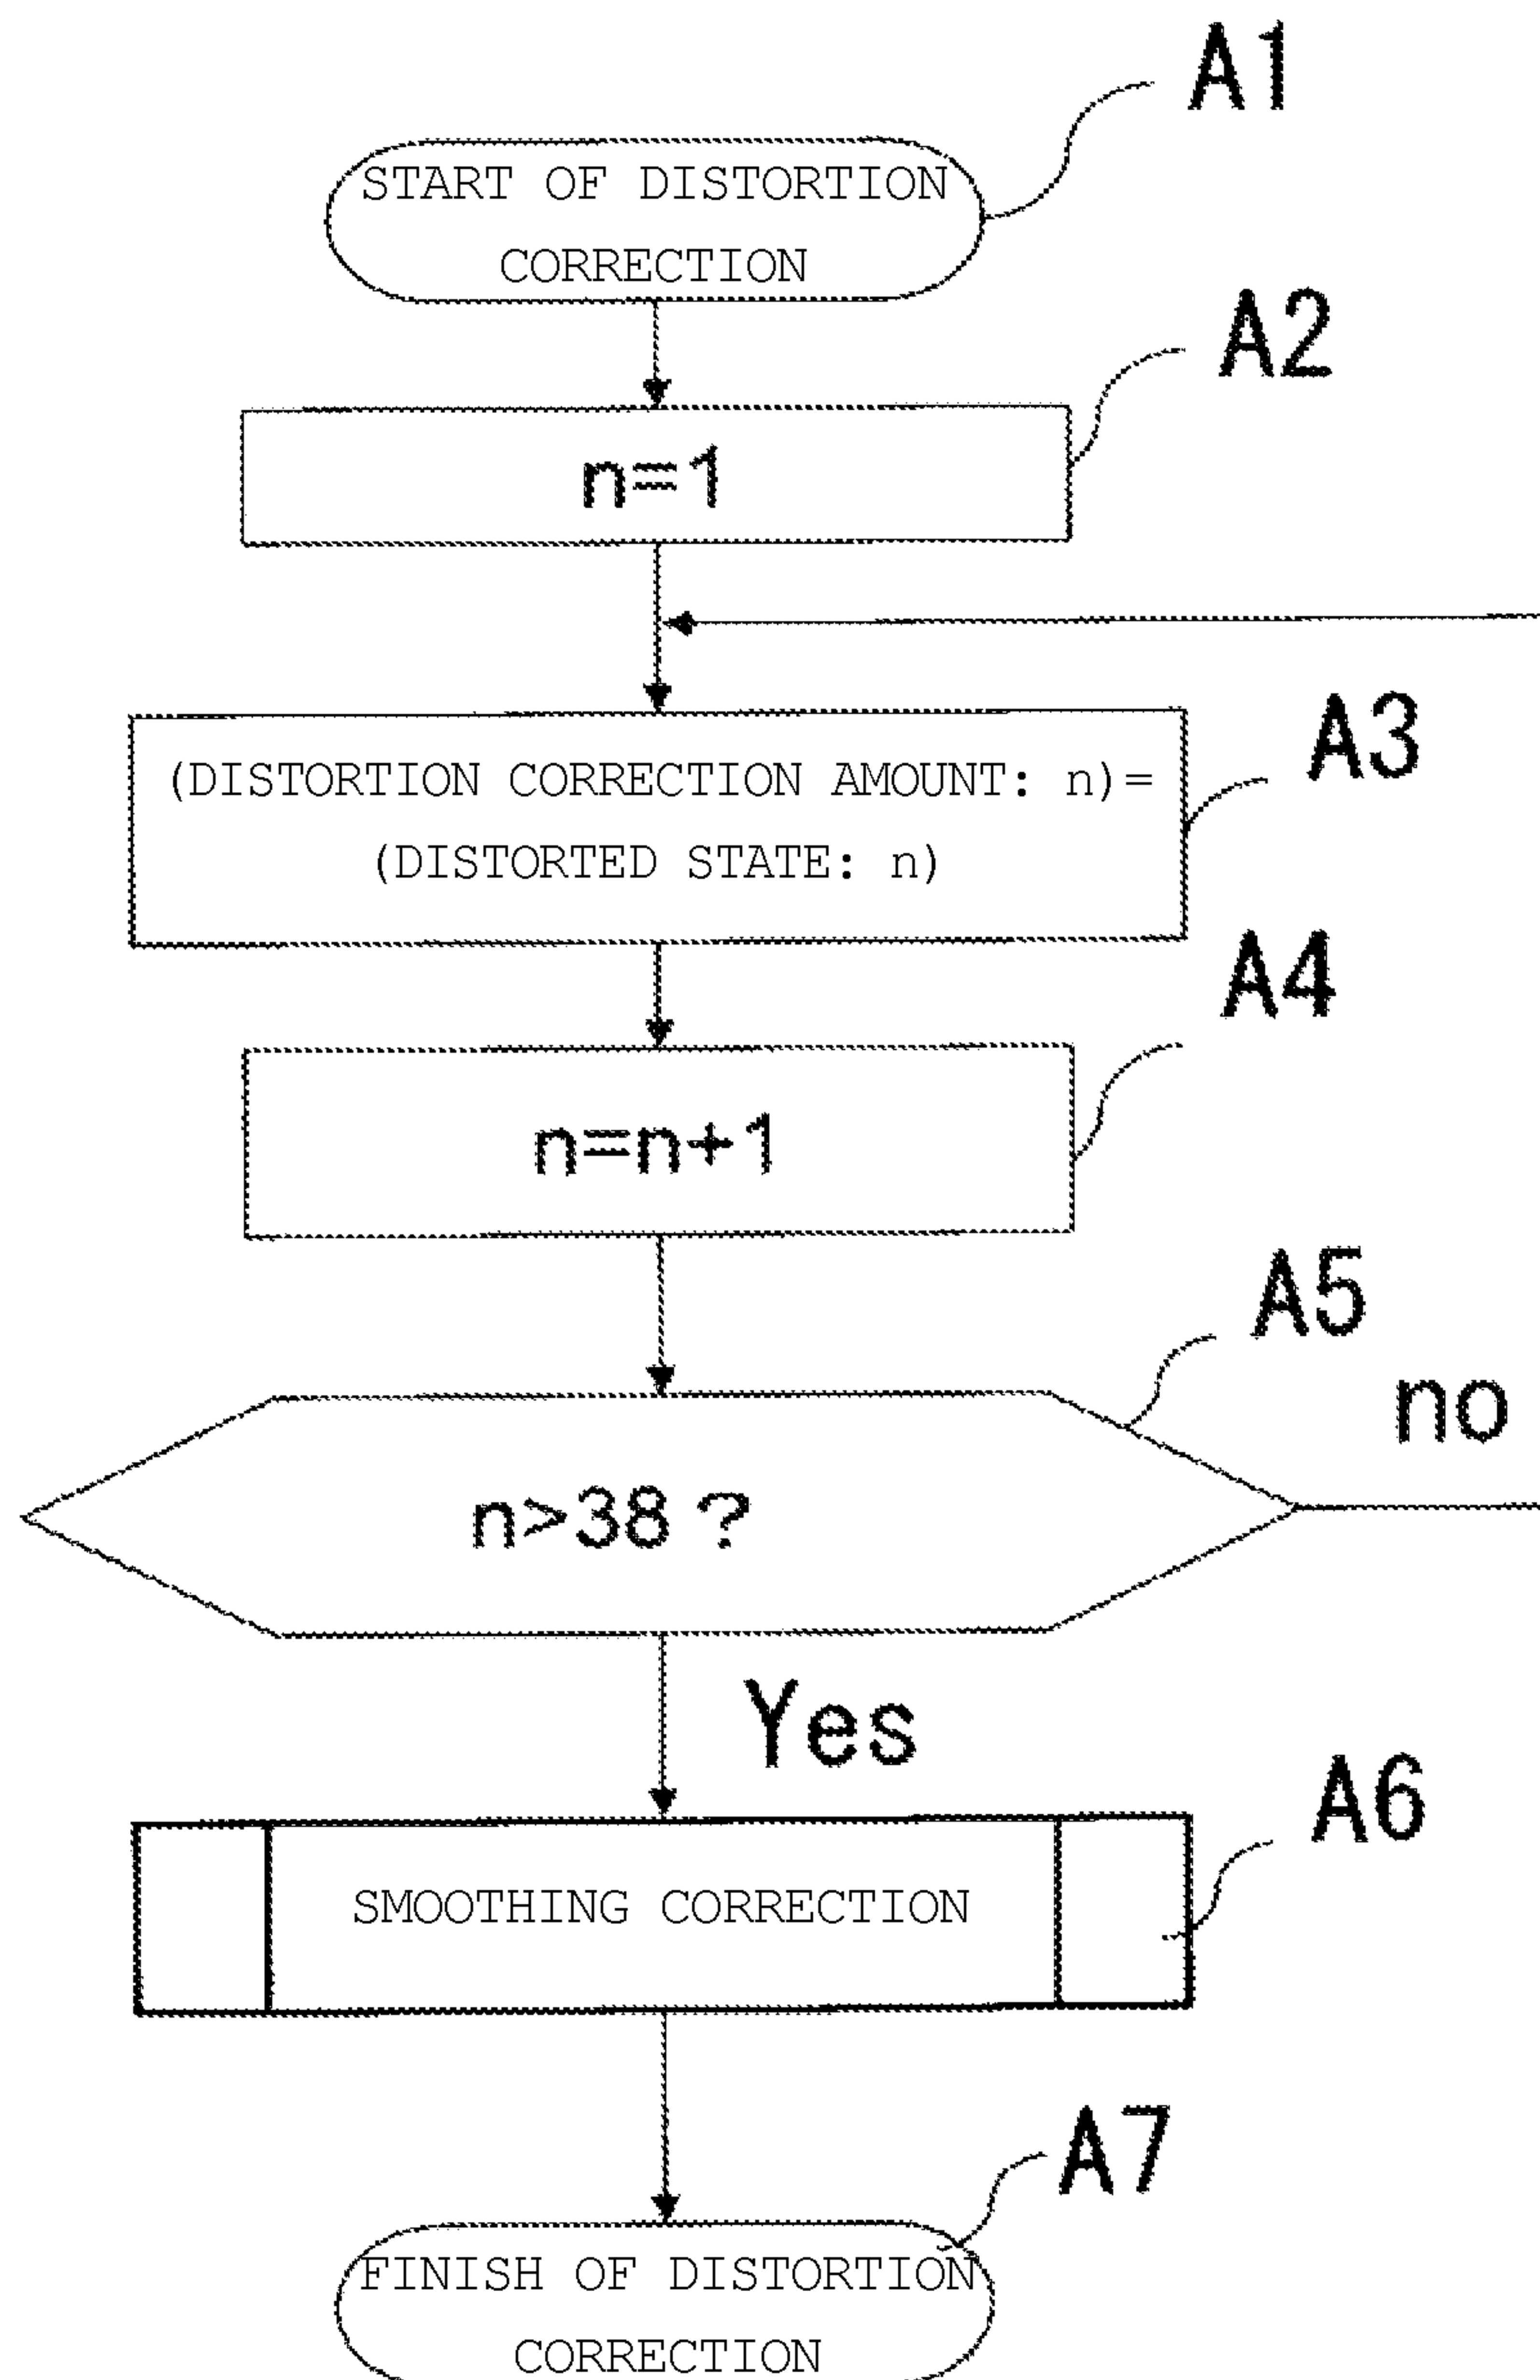 A1
START OF DISTORTION
CORRECTION
A2
n=1
A3
(DISTORTION CORRECTION AMOUNT: n)=
(DISTORTED STATE: n)
A4
n=n+1
A5
no
n>38?
Yes
A6
SMOOTHING CORRECTION
A7
FINISH OF DISTORTION
CORRECTION